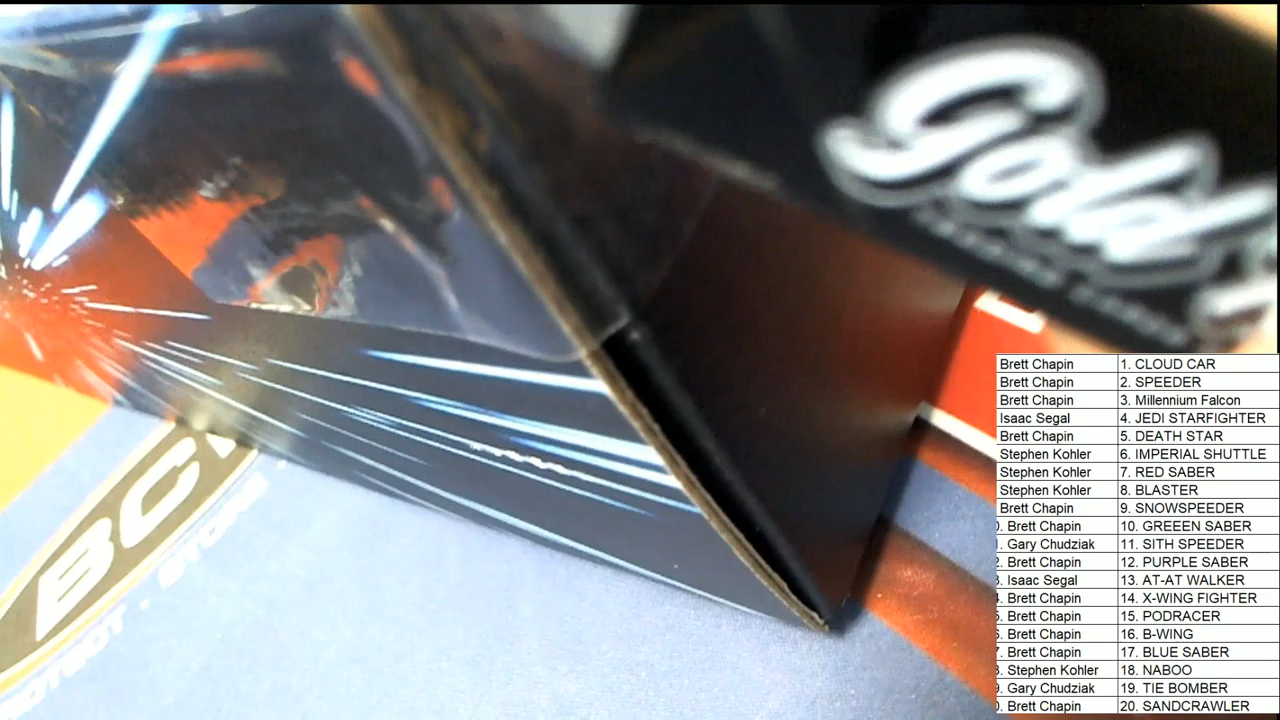 Gold
BC
Brett Chapin 1. CLOUD CAR
Brett Chapin 2. SPEEDER
Brett Chapin 3. Millennium Falcon
Isaac Segal 4. JEDI STARFIGHTER
Brett Chapin 5. DEATH STAR
Stephen Kohler 6. IMPERIAL SHUTTLE
Stephen Kohler 7. RED SABER
Stephen Kohler 8. BLASTER
Brett Chapin 9. SNOWSPEEDER
Brett Chapin 10. GREEEN SABER
Gary Chudziak 11. SITH SPEEDER
Brett Chapin 12. PURPLE SABER
Isaac Segal 13. AT-AT WALKER
Brett Chapin 14. X-WING FIGHTER
Brett Chapin 15. PODRACER
Brett Chapin 16. B-WING
Brett Chapin 17. BLUE SABER
Stephen Kohler 18. NABOO
Gary Chudziak 19. TIE BOMBER
Brett Chapin 20. SANDCRAWLER